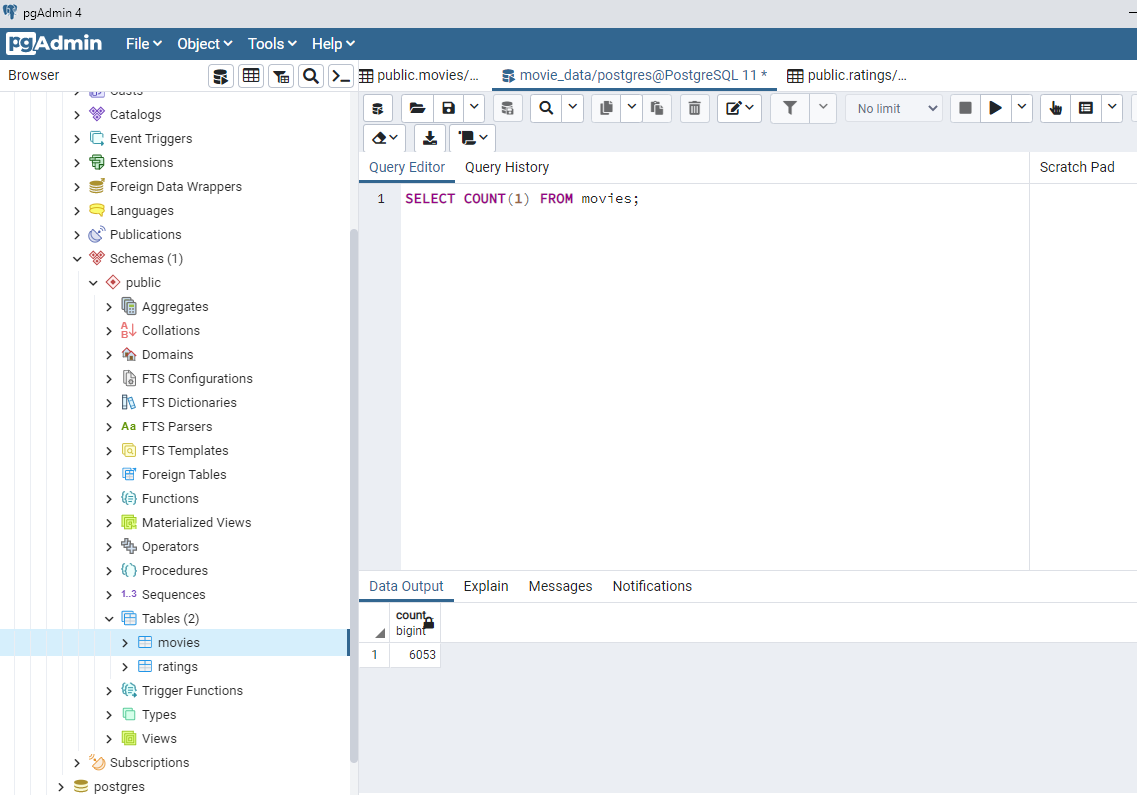 pgAdmin 4
pgAdmin File Object Tools Help
Browser
public.movies/... movie_data/postgres@PostgreSQL 11 * public.ratings/...
No limit
Query Editor Query History Scratch Pad
1 SELECT COUNT(1) FROM movies;
Casts
Catalogs
Event Triggers
Extensions
Foreign Data Wrappers
Languages
Publications
Schemas (1)
public
Aggregates
Collations
Domains
FTS Configurations
FTS Dictionaries
Aa FTS Parsers
FTS Templates
Foreign Tables
Functions
Materialized Views
Operators
Procedures
1..3 Sequences
Tables (2)
movies
ratings
Trigger Functions
Types
Views
Subscriptions
postgres
Data Output Explain Messages Notifications
count
bigint
1 6053